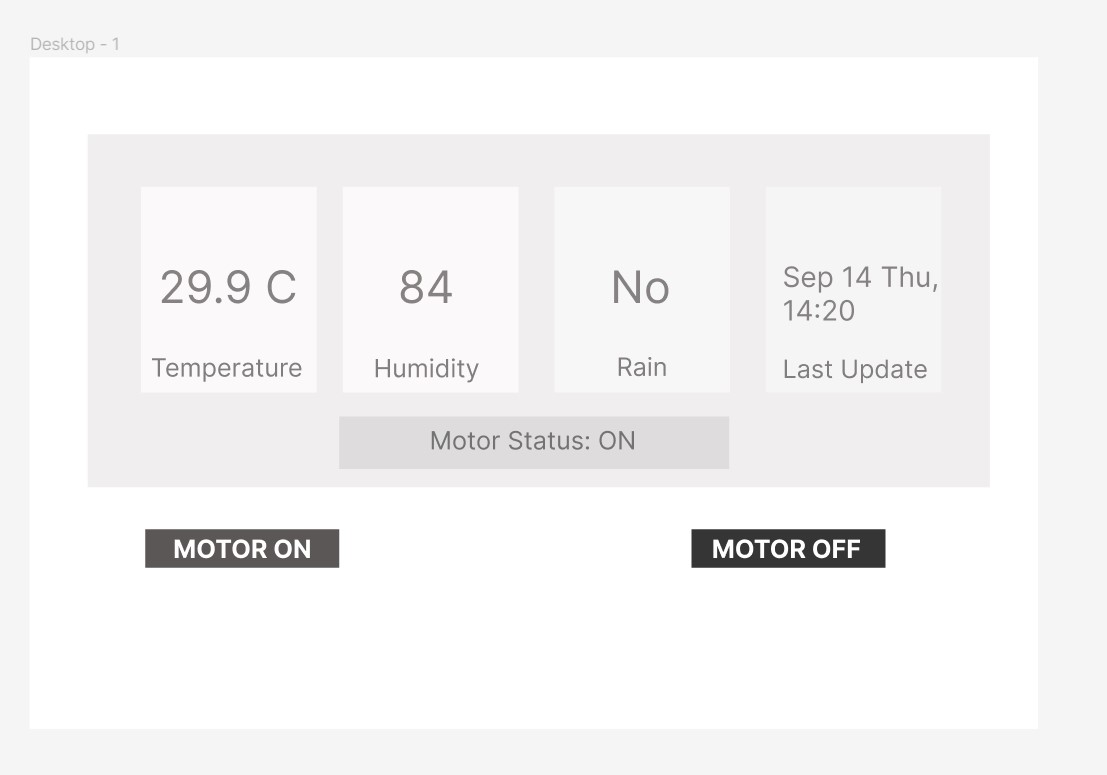 Desktop - 1
29.9 C
84
No
Sep 14 Thu,
14:20
Temperature
Humidity
Rain
Last Update
Motor Status: ON
MOTOR ON
MOTOR OFF